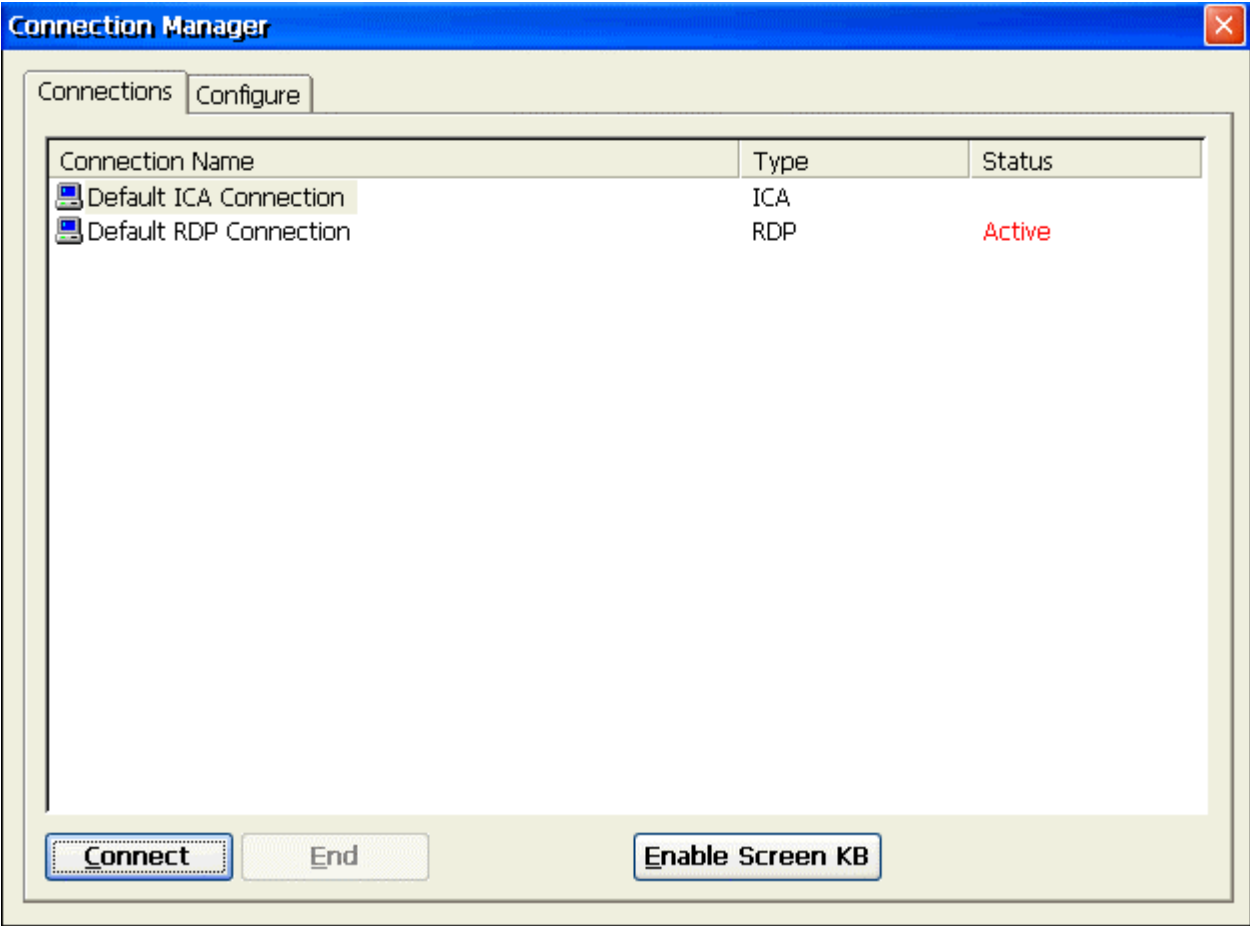 Connection Manager
Connections Configure
Connection Name Type Status
Default ICA Connection ICA
Default RDP Connection RDP Active
Connect End Enable Screen KB